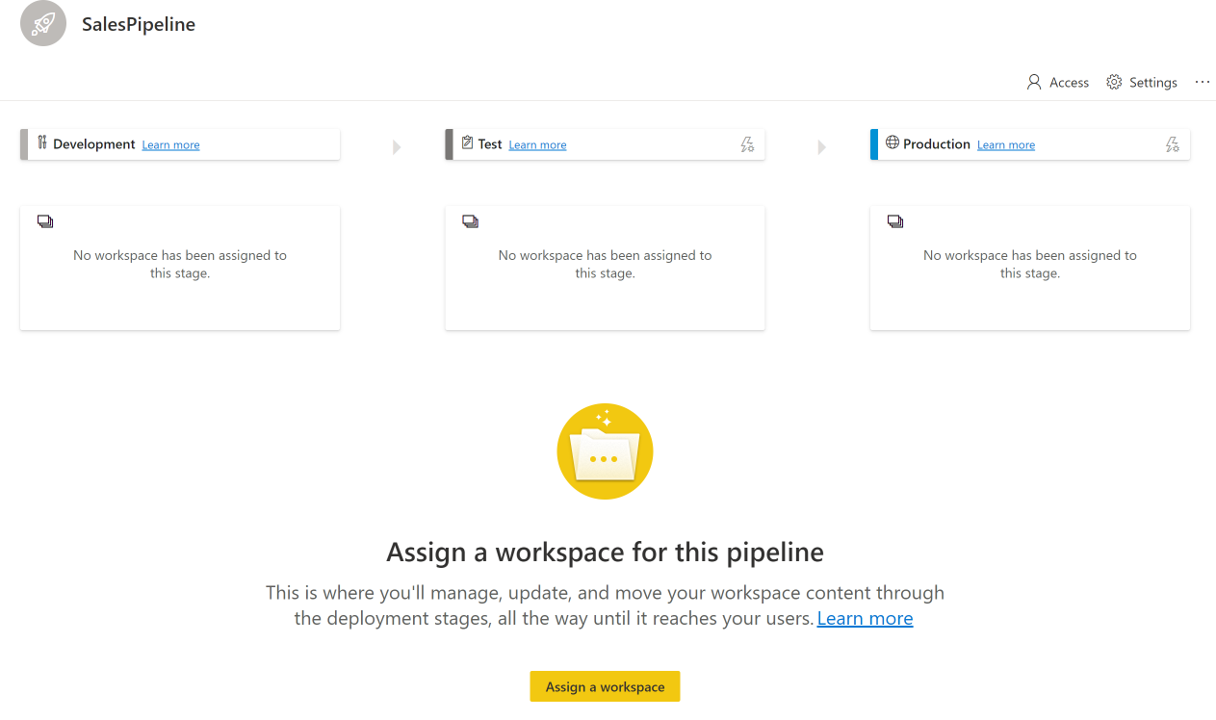 SalesPipeline
Access Settings ···
Development Learn more
Test Learn more
Production Learn more
No workspace has been assigned to
this stage.
No workspace has been assigned to
this stage.
No workspace has been assigned to
this stage.
Assign a workspace for this pipeline
This is where you'll manage, update, and move your workspace content through
the deployment stages, all the way until it reaches your users. Learn more
Assign a workspace